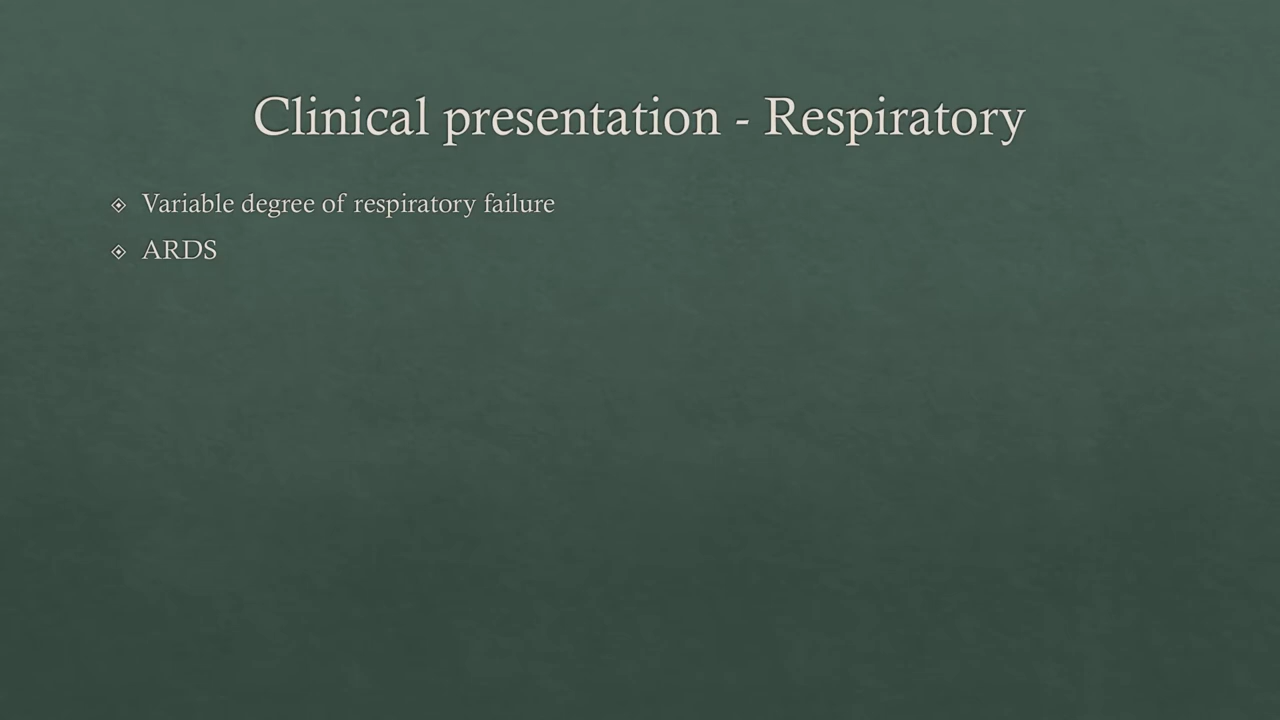 Clinical presentation - Respiratory
Variable degree of respiratory failure
ARDS